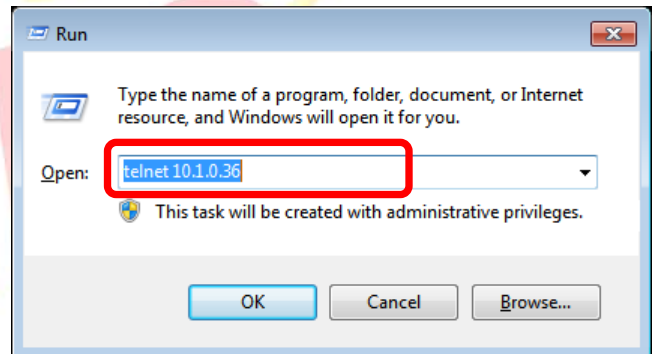 Run
Type the name of a program, folder, document, or Internet
resource, and Windows will open it for you.
Open: telnet 10.1.0.36
This task will be created with administrative privileges.
OK Cancel Browse...